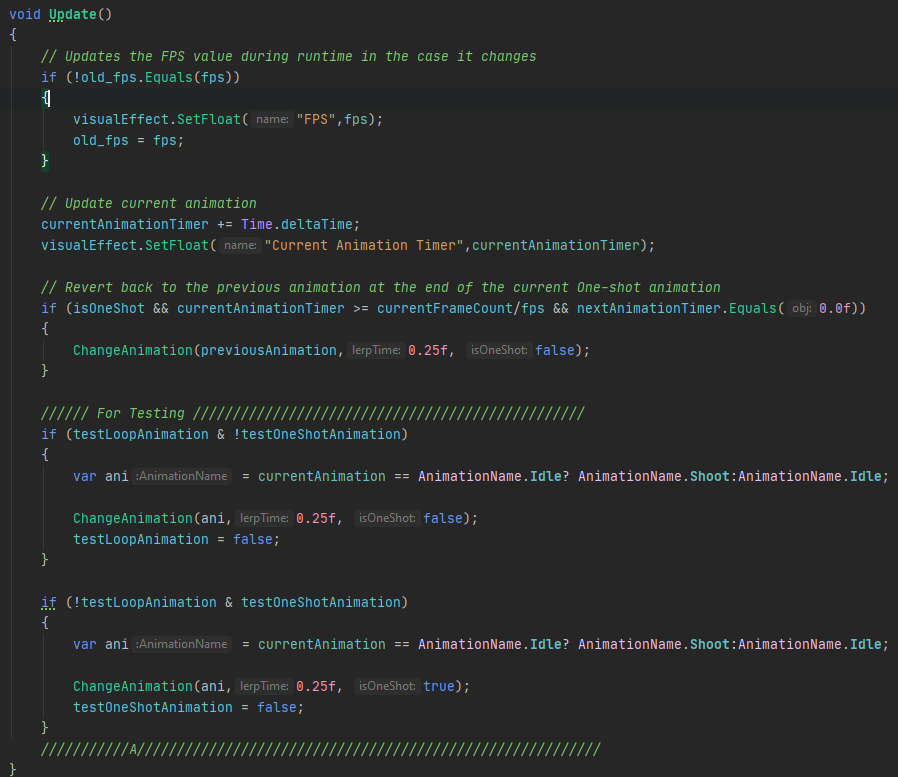 void Update()
{
// Updates the FPS value during runtime in the case it changes
if (!old_fps.Equals(fps))
{
visualEffect.SetFloat( name: "FPS",fps);
old_fps = fps;
}
// Update current animation
currentAnimationTimer += Time.deltaTime;
visualEffect.SetFloat( name: "Current Animation Timer",currentAnimationTimer);
// Revert back to the previous animation at the end of the current One-shot animation
if (isOneShot && currentAnimationTimer >= currentFrameCount/fps && nextAnimationTimer.Equals( obj: 0.0f))
{
ChangeAnimation(previousAnimation, lerpTime: 0.25f, isOneShot: false);
}
////// For Testing /////////////////////////////////////////////////
if (testLoopAnimation & !testOneShotAnimation)
{
var ani :AnimationName = currentAnimation == AnimationName.Idle? AnimationName.Shoot:AnimationName.Idle;
ChangeAnimation(ani, lerpTime: 0.25f, isOneShot: false);
testLoopAnimation = false;
}
if (!testLoopAnimation & testOneShotAnimation)
{
var ani :AnimationName = currentAnimation == AnimationName.Idle? AnimationName.Shoot:AnimationName.Idle;
ChangeAnimation(ani, lerpTime: 0.25f, isOneShot: true);
testOneShotAnimation = false;
}
///////////A//////////////////////////////////////////////////////////
}